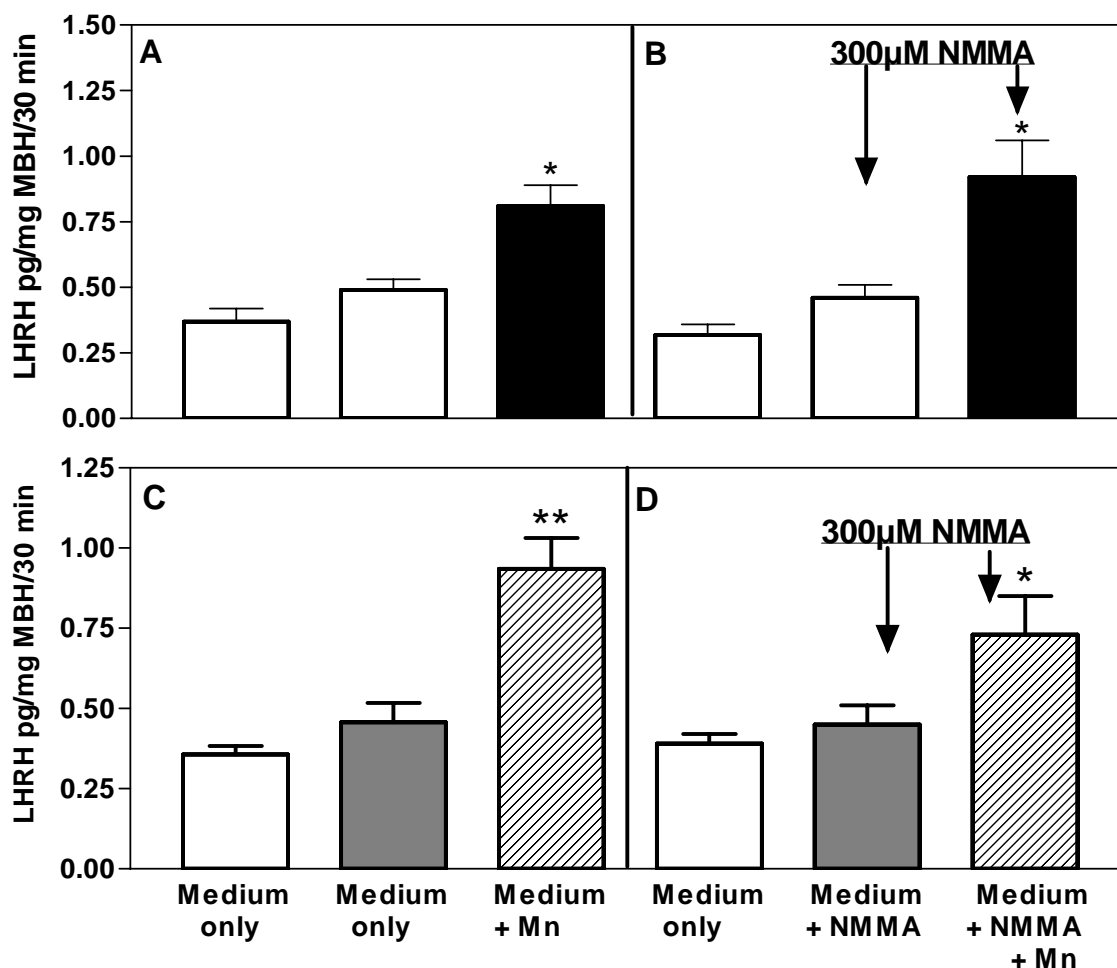 1.50
1.25
1.00
0.75
0.50
0.25
0.00
LHRH pg/mg MBH/30 min
A
*
B
300µM NMMA
*
1.25
1.00
0.75
0.50
0.25
0.00
LHRH pg/mg MBH/30 min
C
**
D
300µM NMMA
*
Medium only
Medium only
Medium + Mn
Medium only
Medium + NMMA
Medium + NMMA + Mn